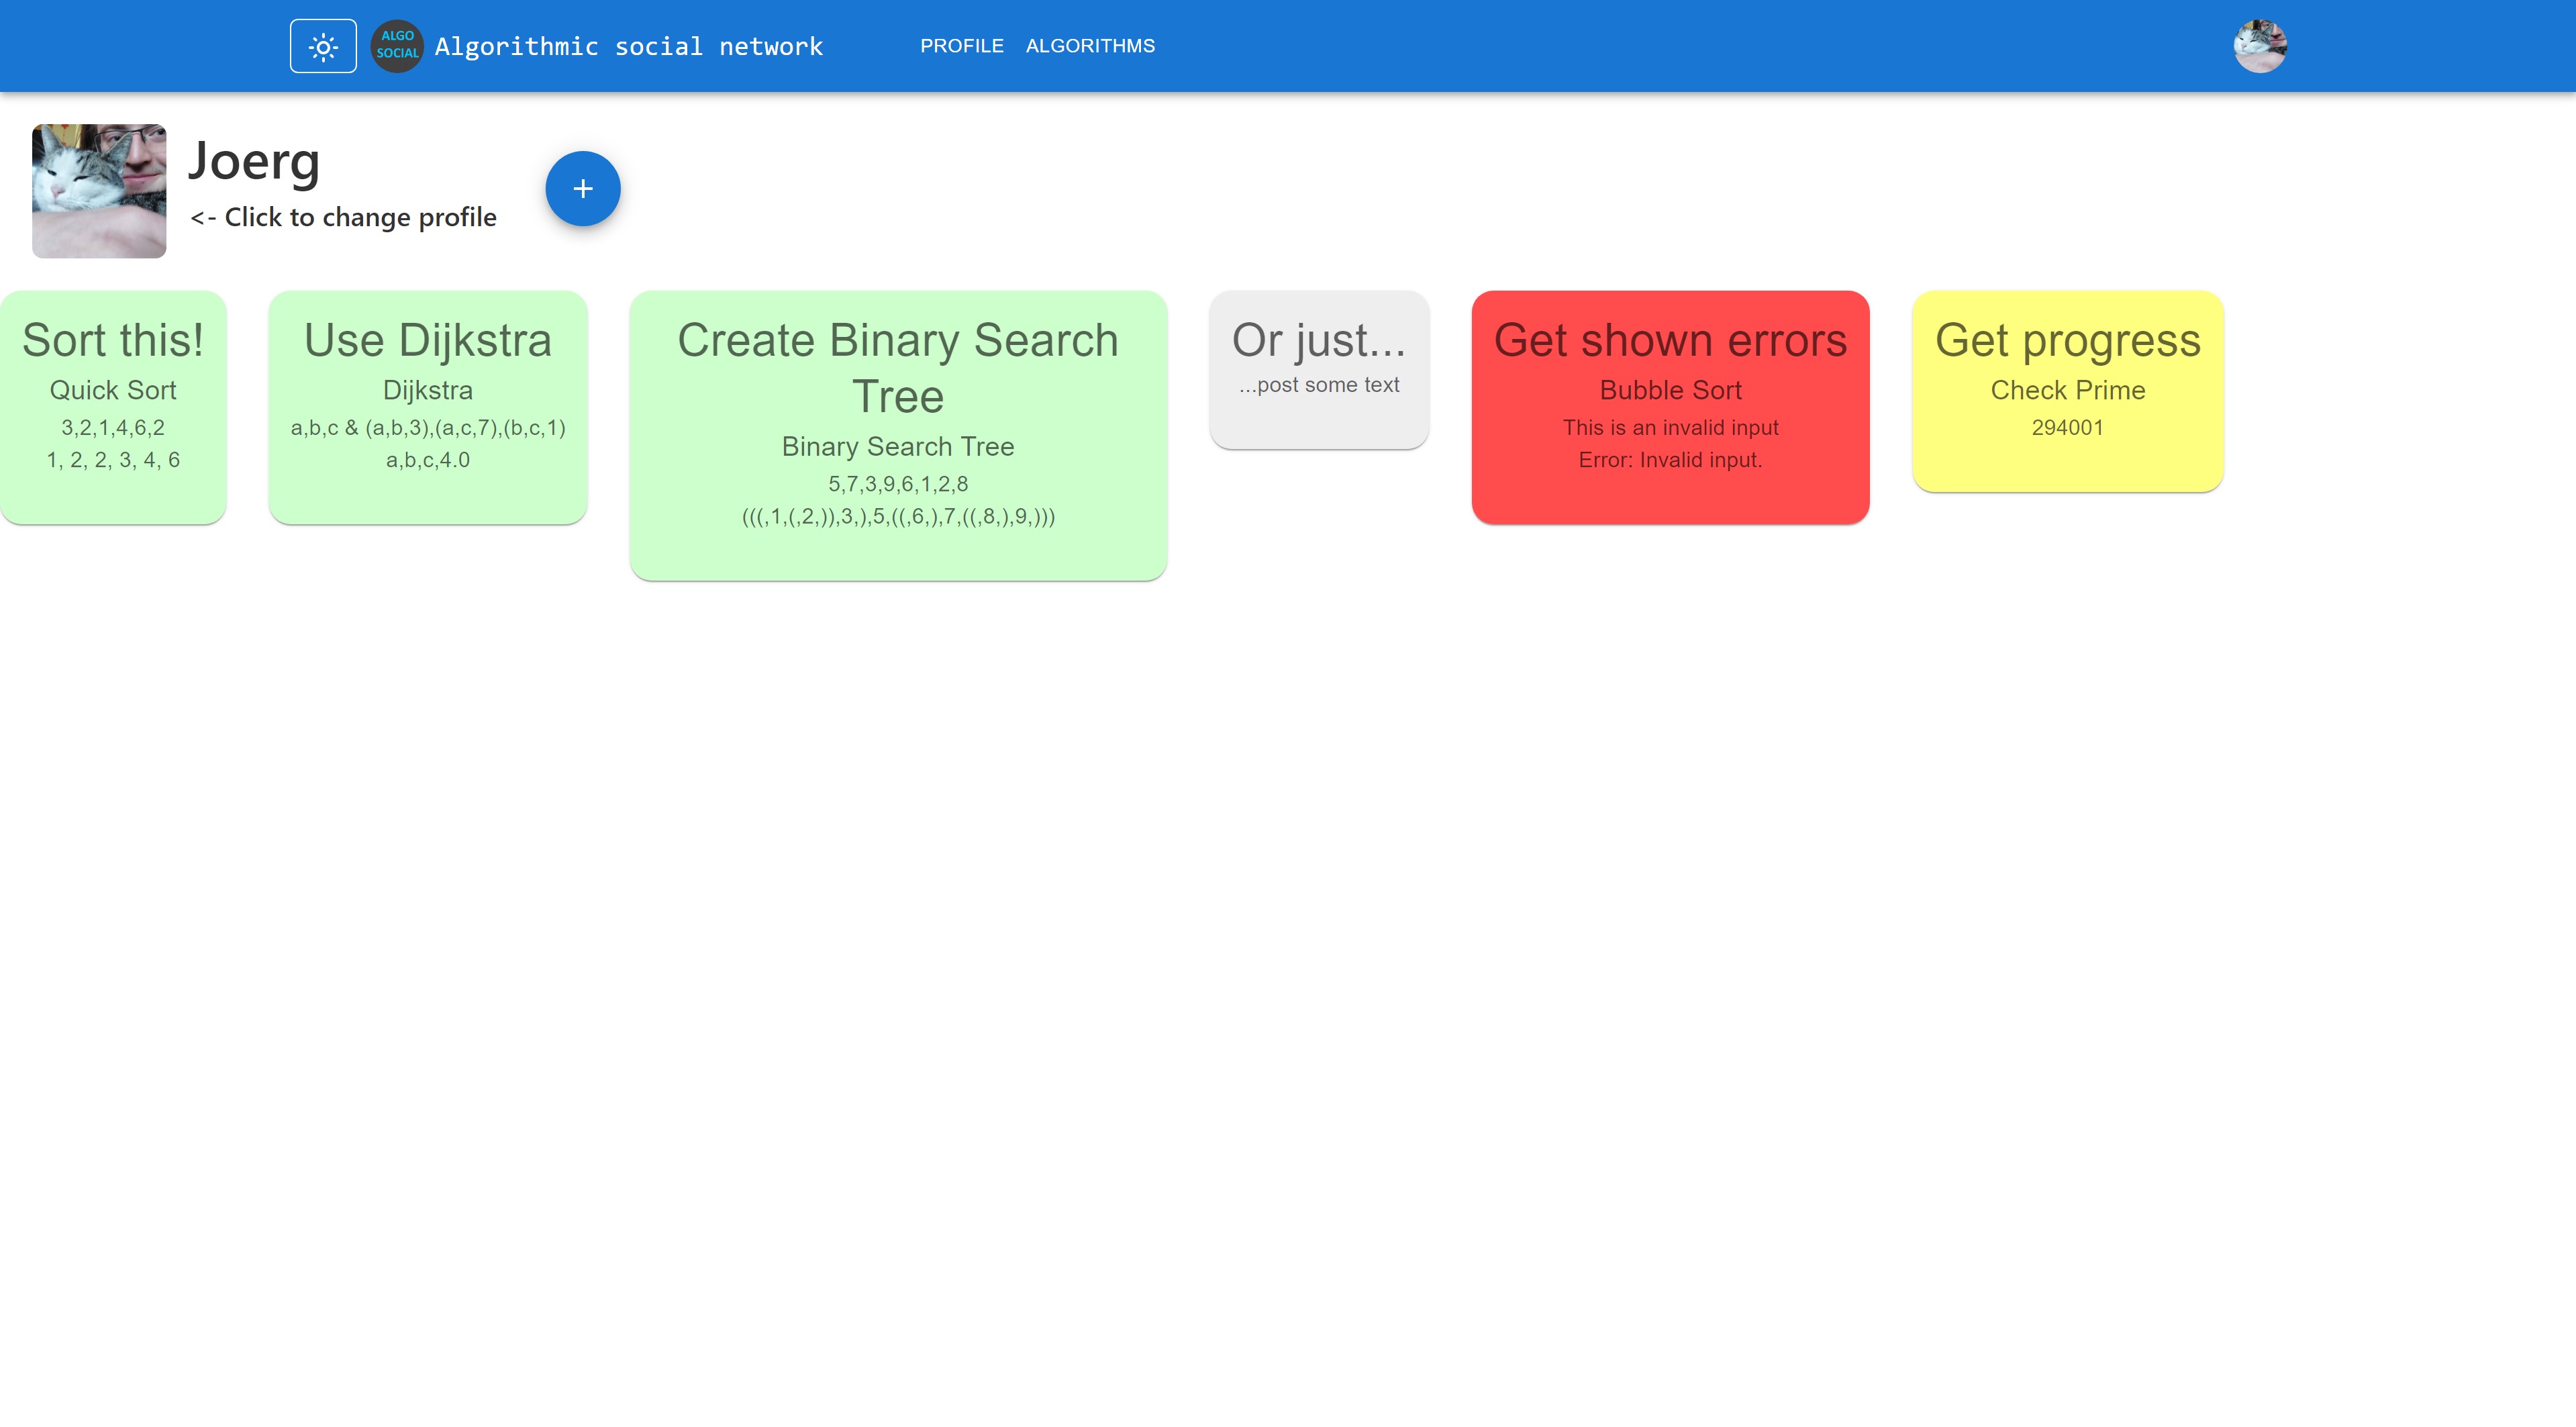 ALGO
SOCIAL
Algorithmic social network
PROFILE
ALGORITHMS
Joerg
<- Click to change profile
+
Sort this!
Quick Sort
3,2,1,4,6,2
1, 2, 2, 3, 4, 6
Use Dijkstra
Dijkstra
a,b,c & (a,b,3),(a,c,7),(b,c,1)
a,b,c,4.0
Create Binary Search
Tree
Binary Search Tree
5,7,3,9,6,1,2,8
(((,1,(,2,)),3,),5,((,6,),7,((,8,),9,)))
Or just...
...post some text
Get shown errors
Bubble Sort
This is an invalid input
Error: Invalid input.
Get progress
Check Prime
294001